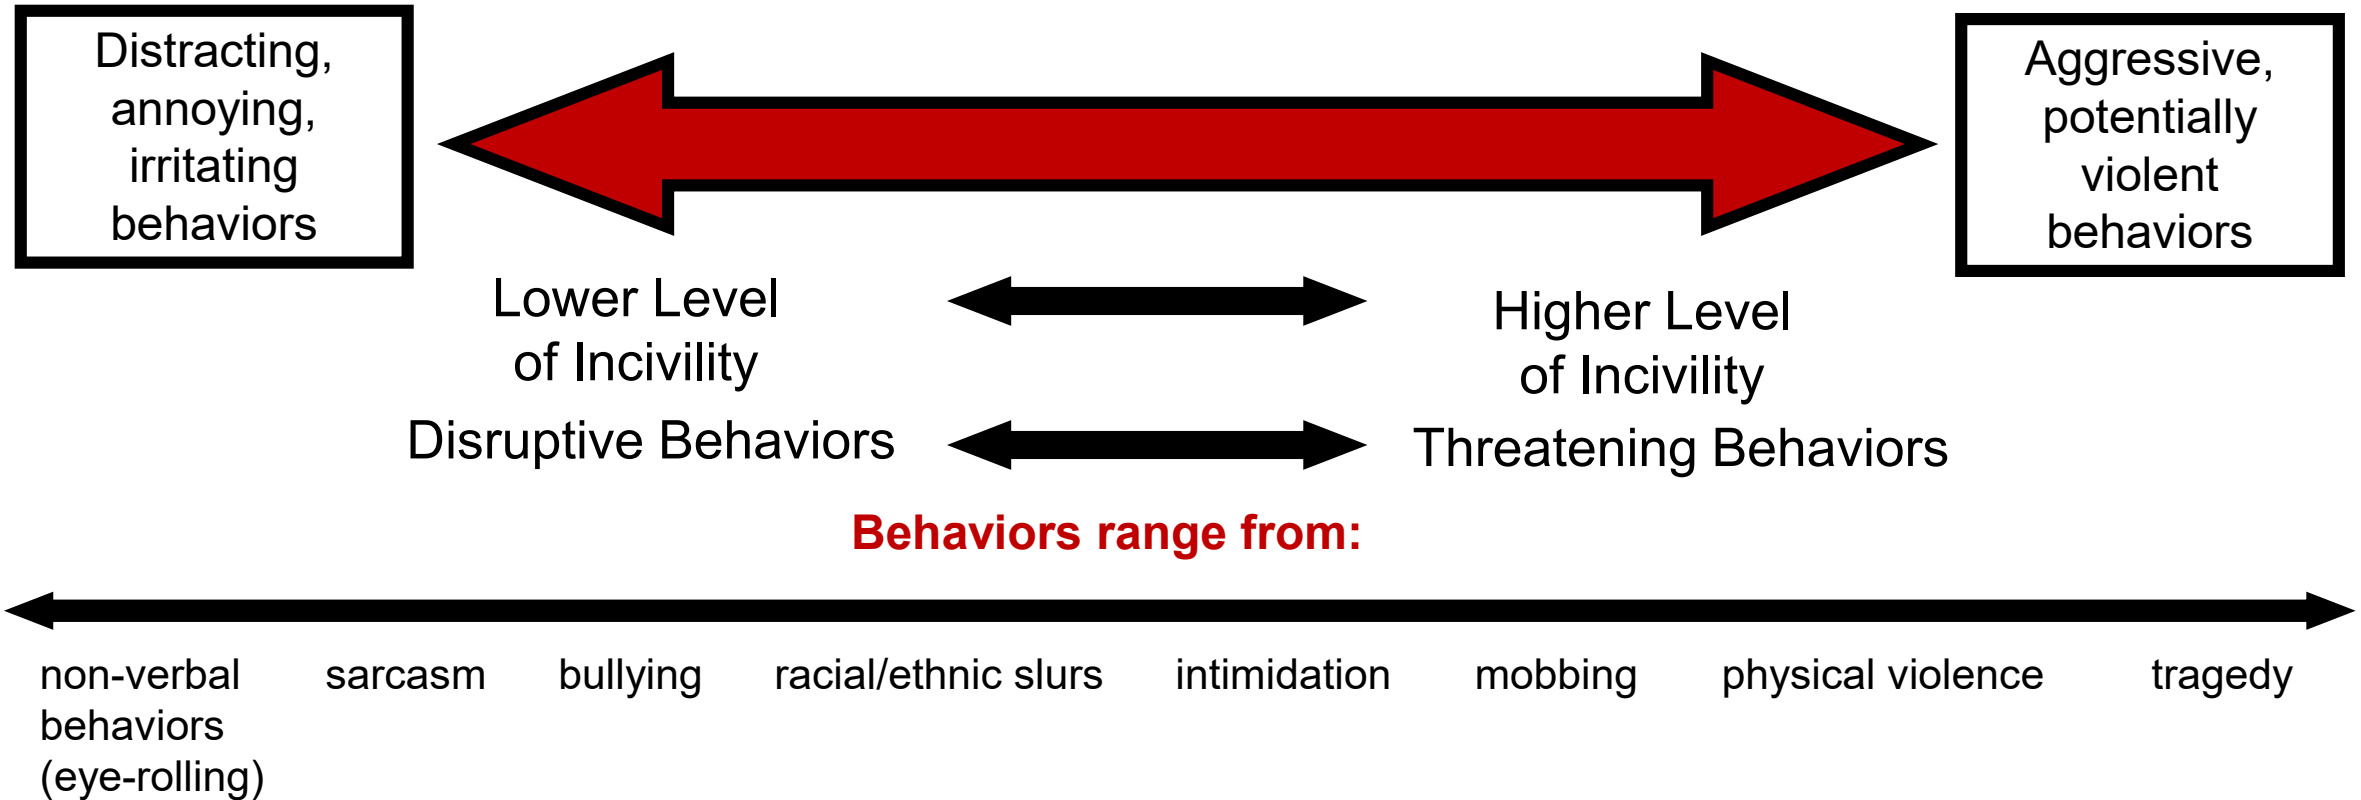 Distracting,
annoying,
irritating
behaviors
Aggressive,
potentially
violent
behaviors
Lower Level
of Incivility
Higher Level
of Incivility
Disruptive Behaviors
Threatening Behaviors
Behaviors range from:
non-verbal
behaviors
(eye-rolling)
sarcasm
bullying
racial/ethnic slurs
intimidation
mobbing
physical violence
tragedy